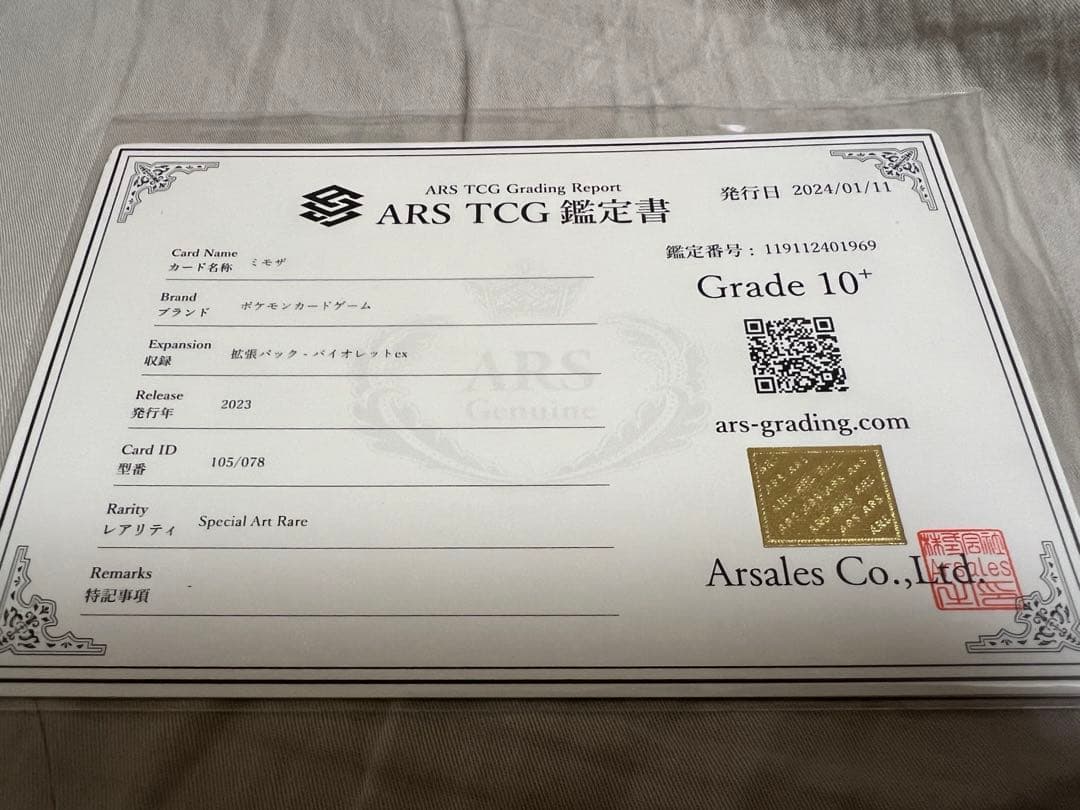 ARS TCG Grading Report
ARS TCG 鑑定書
発行日 2024/01/11
Card Name
カード名称 ミモザ
Brand
ブランド ポケモンカードゲーム
Expansion
収録 拡張パック - バイオレットex
Release
発行年 2023
Card ID
型番 105/078
Rarity
レアリティ Special Art Rare
Remarks
特記事項 -
鑑定番号 : 119112401969
Grade 10+
ars-grading.com
Arsales Co.,Ltd.
ARS
Genuine
株式会社
Arsales